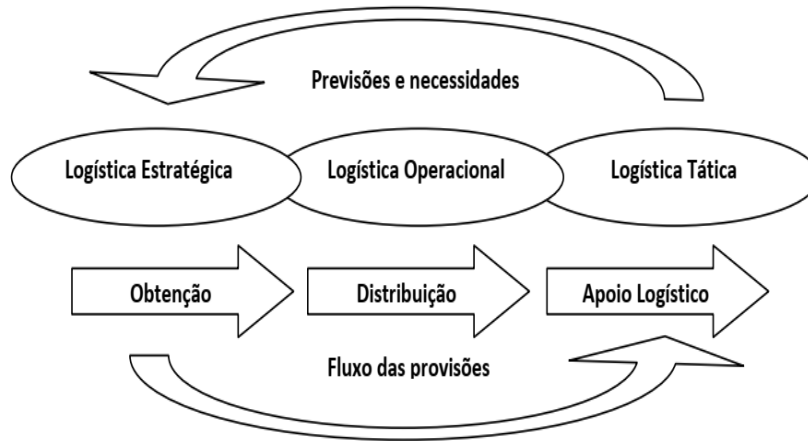 Previsões e necessidades
Logística Estratégica
Logística Operacional
Logística Tática
Obtenção
Distribuição
Apoio Logístico
Fluxo das provisões